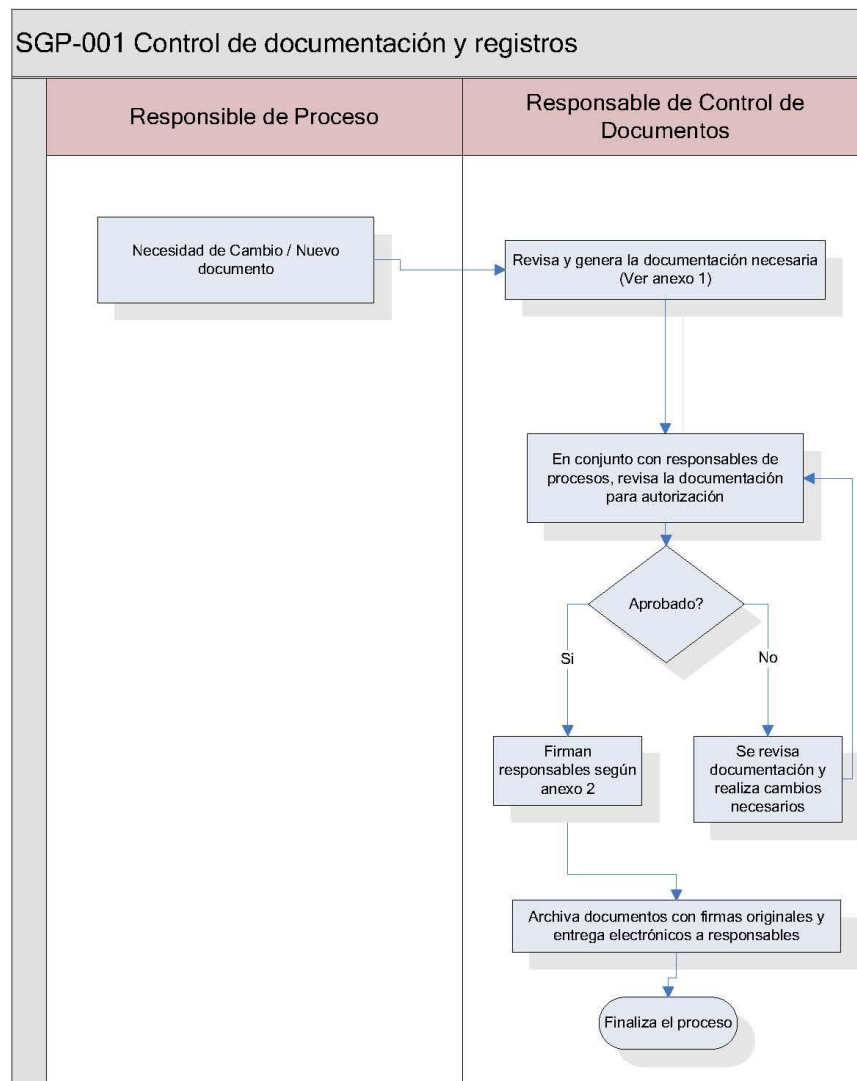 SGP-001 Control de documentación y registros
Responsible de Proceso
Responsable de Control de
Documentos
Necesidad de Cambio / Nuevo
documento
Revisa y genera la documentación necesaria
(Ver anexo 1)
En conjunto con responsables de
procesos, revisa la documentación
para autorización
Aprobado?
Si
No
Firman
responsables según
anexo 2
Se revisa
documentación y
realiza cambios
necesarios
Archiva documentos con firmas originales y
entrega electrónicos a responsables
Finaliza el proceso